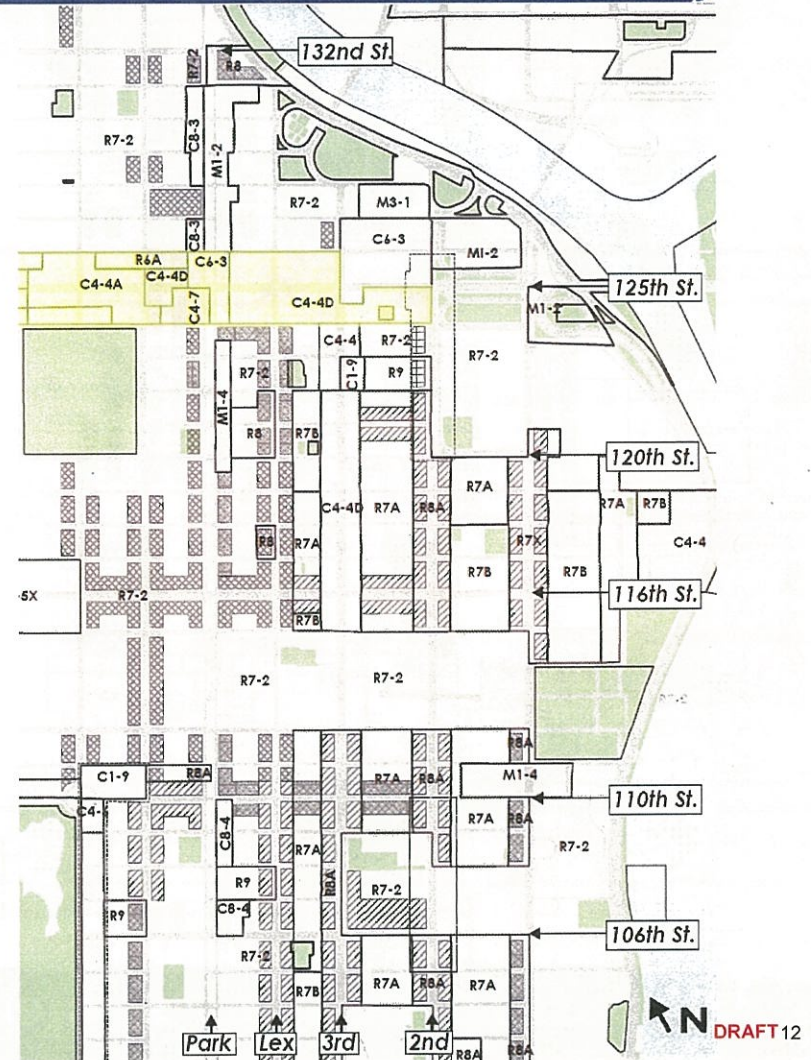 132nd St.
R7-2
R8
R7-2
C8-3
M1-2
R7-2
M3-1
C8-3
C6-3
M1-2
R6A
C6-3
C4-4A
C4-4D
C4-7
C4-4D
125th St.
M1-2
C4-4
R7-2
R7-2
R7-2
C1-9
R9
M1-4
R8
R7B
120th St.
R7A
C4-4D
R7A
R8A
R7A
R7B
R8
R7A
R7X
C4-4
R7B
R7B
-5X
R7-2
116th St.
R7B
R7-2
R7-2
R8A
C1-9
R8A
R7A
R8A
M1-4
110th St.
C4-
C8-4
R7A
R7A
R8A
R7-2
R9
R8A
R7-2
R9
C8-4
106th St.
R7-2
R7B
R7A
R8A
R7A
Park
Lex
3rd
2nd
R8A
R8A
N
DRAFT 12